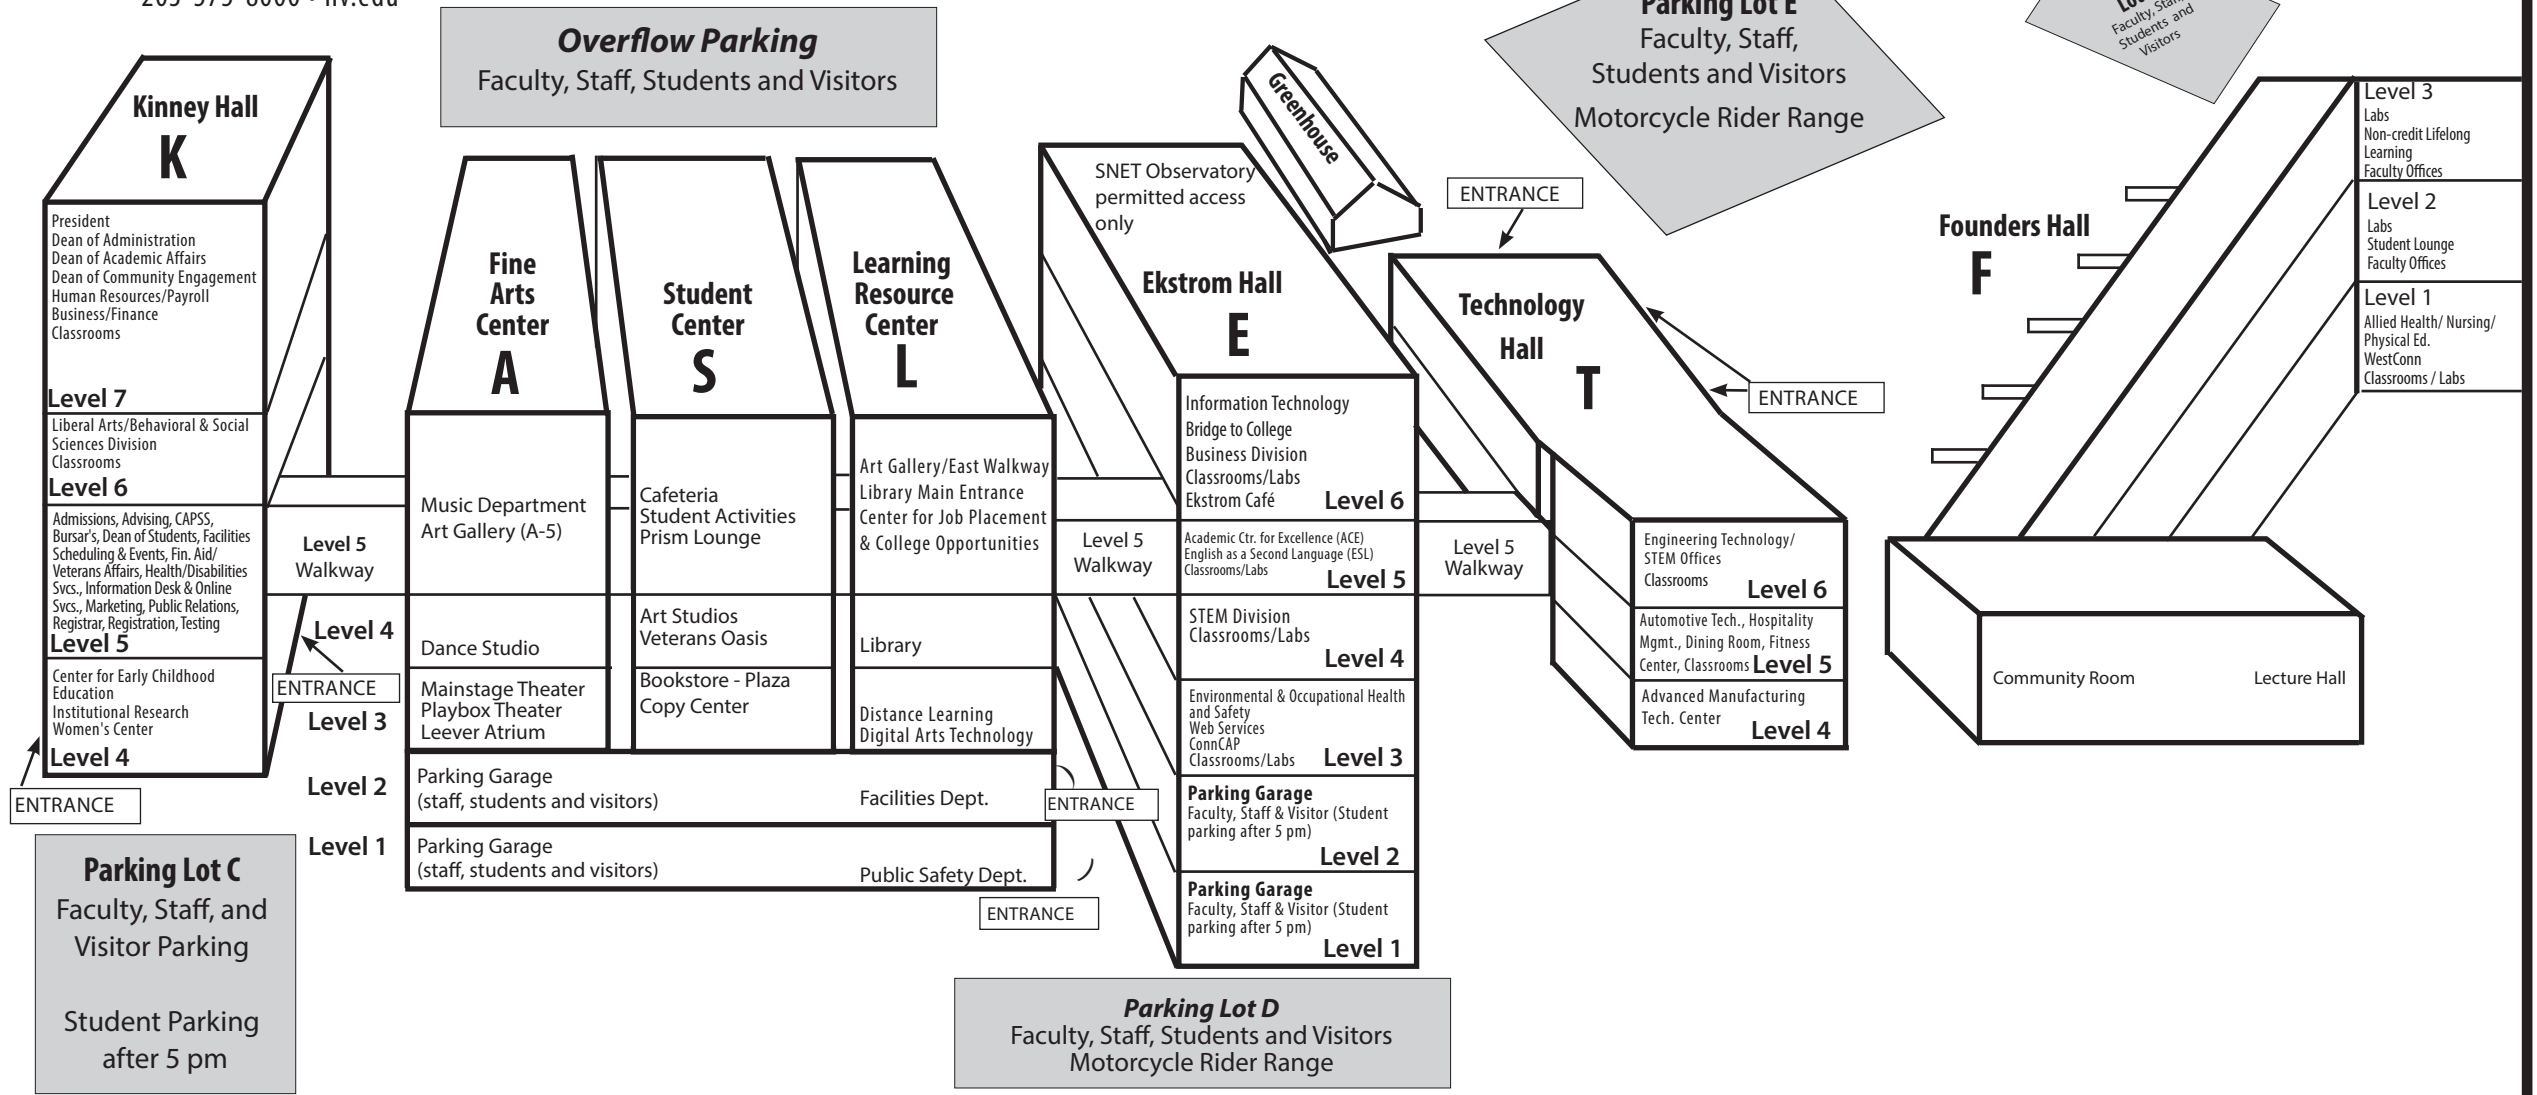 Overflow Parking
Faculty, Staff, Students and Visitors
Parking Lot E
Faculty, Staff,
Students and Visitors
Motorcycle Rider Range
Faculty, Staff,
Students and
Visitors
Kinney Hall
K
President
Dean of Administration
Dean of Academic Affairs
Dean of Community Engagement
Human Resources/Payroll
Business/Finance
Classrooms
Level 7
Liberal Arts/Behavioral & Social
Sciences Division
Classrooms
Level 6
Admissions, Advising, CAPSS,
Bursar's, Dean of Students, Facilities
Scheduling & Events, Fin. Aid/
Veterans Affairs, Health/Disabilities
Svcs., Information Desk & Online
Svcs., Marketing, Public Relations,
Registrar, Registration, Testing
Level 5
Center for Early Childhood
Education
Institutional Research
Women's Center
Level 4
ENTRANCE
Parking Lot C
Faculty, Staff, and
Visitor Parking
Student Parking
after 5 pm
Level 5
Walkway
Level 4
ENTRANCE
Level 3
Level 2
Level 1
Fine
Arts
Center
A
Music Department
Art Gallery (A-5)
Dance Studio
Mainstage Theater
Playbox Theater
Leever Atrium
Student
Center
S
Cafeteria
Student Activities
Prism Lounge
Art Studios
Veterans Oasis
Bookstore - Plaza
Copy Center
Learning
Resource
Center
L
Art Gallery/East Walkway
Library Main Entrance
Center for Job Placement
& College Opportunities
Library
Distance Learning
Digital Arts Technology
Parking Garage
(staff, students and visitors)
Facilities Dept.
Parking Garage
(staff, students and visitors)
Public Safety Dept.
ENTRANCE
ENTRANCE
Level 5
Walkway
SNET Observatory
permitted access
only
Greenhouse
Ekstrom Hall
E
Information Technology
Bridge to College
Business Division
Classrooms/Labs
Ekstrom Café
Level 6
Academic Ctr. for Excellence (ACE)
English as a Second Language (ESL)
Classrooms/Labs
Level 5
STEM Division
Classrooms/Labs
Level 4
Environmental & Occupational Health
and Safety
Web Services
ConnCAP
Classrooms/Labs
Level 3
Parking Garage
Faculty, Staff & Visitor (Student
parking after 5 pm)
Level 2
Parking Garage
Faculty, Staff & Visitor (Student
parking after 5 pm)
Level 1
Parking Lot D
Faculty, Staff, Students and Visitors
Motorcycle Rider Range
Level 5
Walkway
ENTRANCE
Technology
Hall
T
ENTRANCE
Engineering Technology/
STEM Offices
Classrooms
Level 6
Automotive Tech., Hospitality
Mgmt., Dining Room, Fitness
Center, Classrooms Level 5
Advanced Manufacturing
Tech. Center
Level 4
Founders Hall
F
Level 3
Labs
Non-credit Lifelong
Learning
Faculty Offices
Level 2
Labs
Student Lounge
Faculty Offices
Level 1
Allied Health/ Nursing/
Physical Ed.
WestConn
Classrooms / Labs
Community Room
Lecture Hall